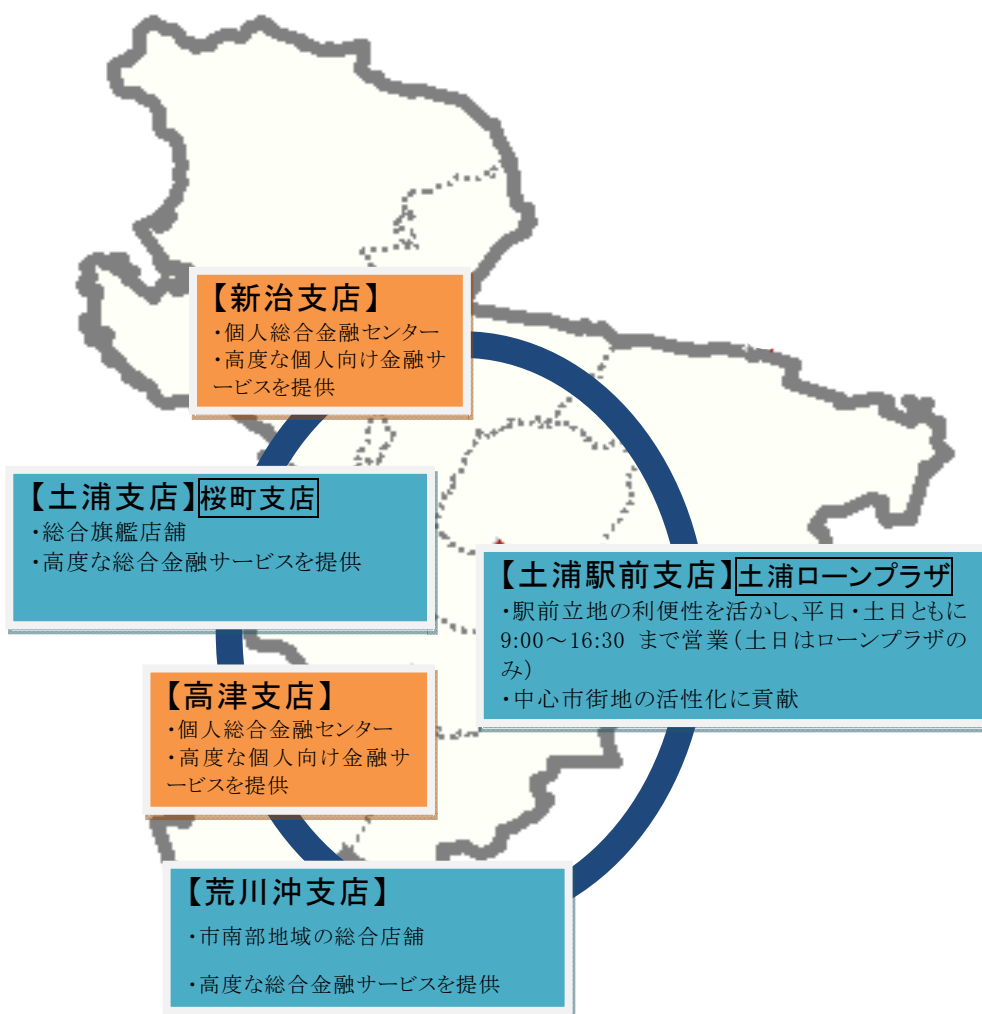 【新治支店】
・個人総合金融センター
・高度な個人向け金融サ
ービスを提供
【土浦支店】桜町支店
・総合旗艦店舗
・高度な総合金融サービスを提供
【土浦駅前支店】土浦ローンプラザ
・駅前立地の利便性を活かし、平日・土日ともに
9:00～16:30 まで営業（土日はローンプラザの
み）
・中心市街地の活性化に貢献
【高津支店】
・個人総合金融センター
・高度な個人向け金融サ
ービスを提供
【荒川沖支店】
・市南部地域の総合店舗
・高度な総合金融サービスを提供